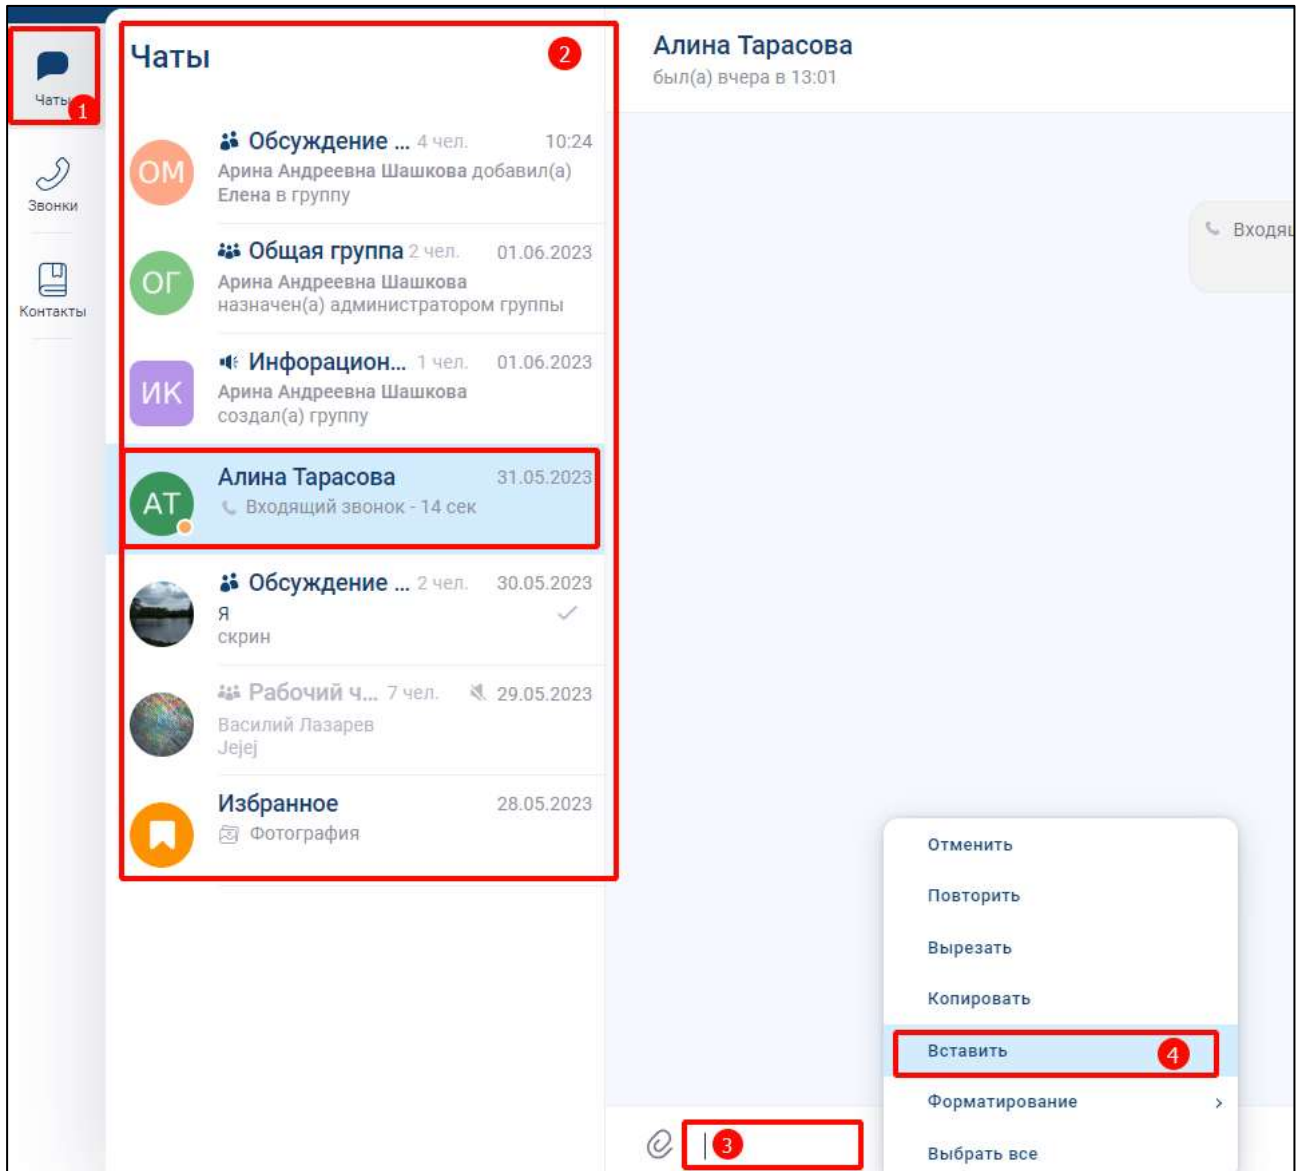 Чаты
1
Звонки
Контакты
Чаты
2
ОМ
Обсуждение ... 4 чел. 10:24
Арина Андреевна Шашкова добавил(а)
Елена в группу
ОГ
Общая группа 2 чел. 01.06.2023
Арина Андреевна Шашкова
назначен(а) администратором группы
ИК
Инфорацион... 1 чел. 01.06.2023
Арина Андреевна Шашкова
создал(а) группу
АТ
Алина Тарасова 31.05.2023
Входящий звонок - 14 сек
Обсуждение ... 2 чел. 30.05.2023
Я
скрин
Рабочий ч... 7 чел. 29.05.2023
Василий Лазарев
Jejej
Избранное 28.05.2023
Фотография
Алина Тарасова
был(а) вчера в 13:01
Входящ
Отменить
Повторить
Вырезать
Копировать
Вставить 4
Форматирование
Выбрать все
3